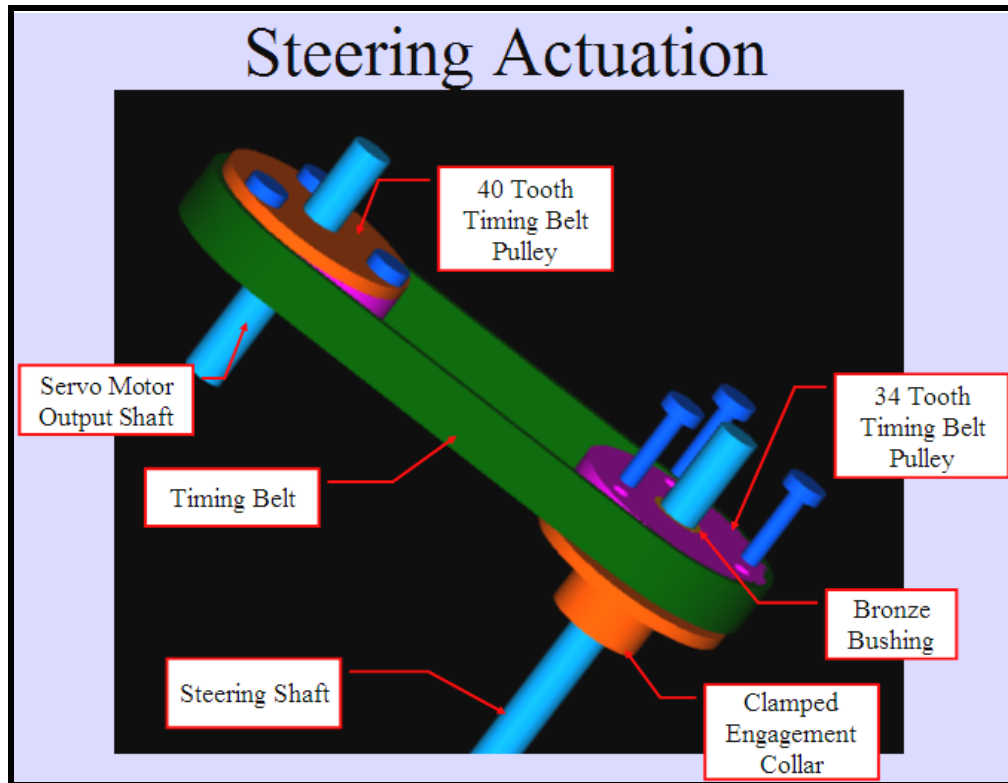 Steering Actuation
40 Tooth
Timing Belt
Pulley
Servo Motor
Output Shaft
34 Tooth
Timing Belt
Pulley
Timing Belt
Bronze
Bushing
Steering Shaft
Clamped
Engagement
Collar